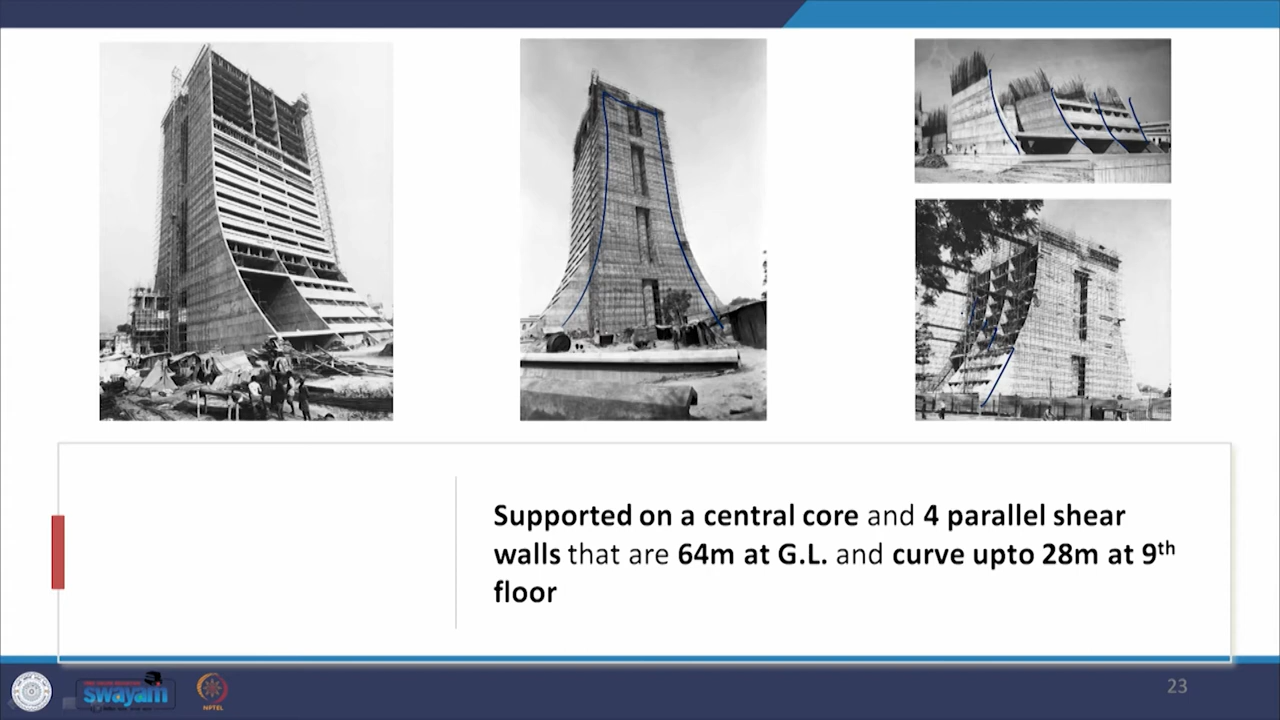 Supported on a central core and 4 parallel shear
walls that are 64m at G.L. and curve upto 28m at 9th
floor
swayam
NPTEL
23